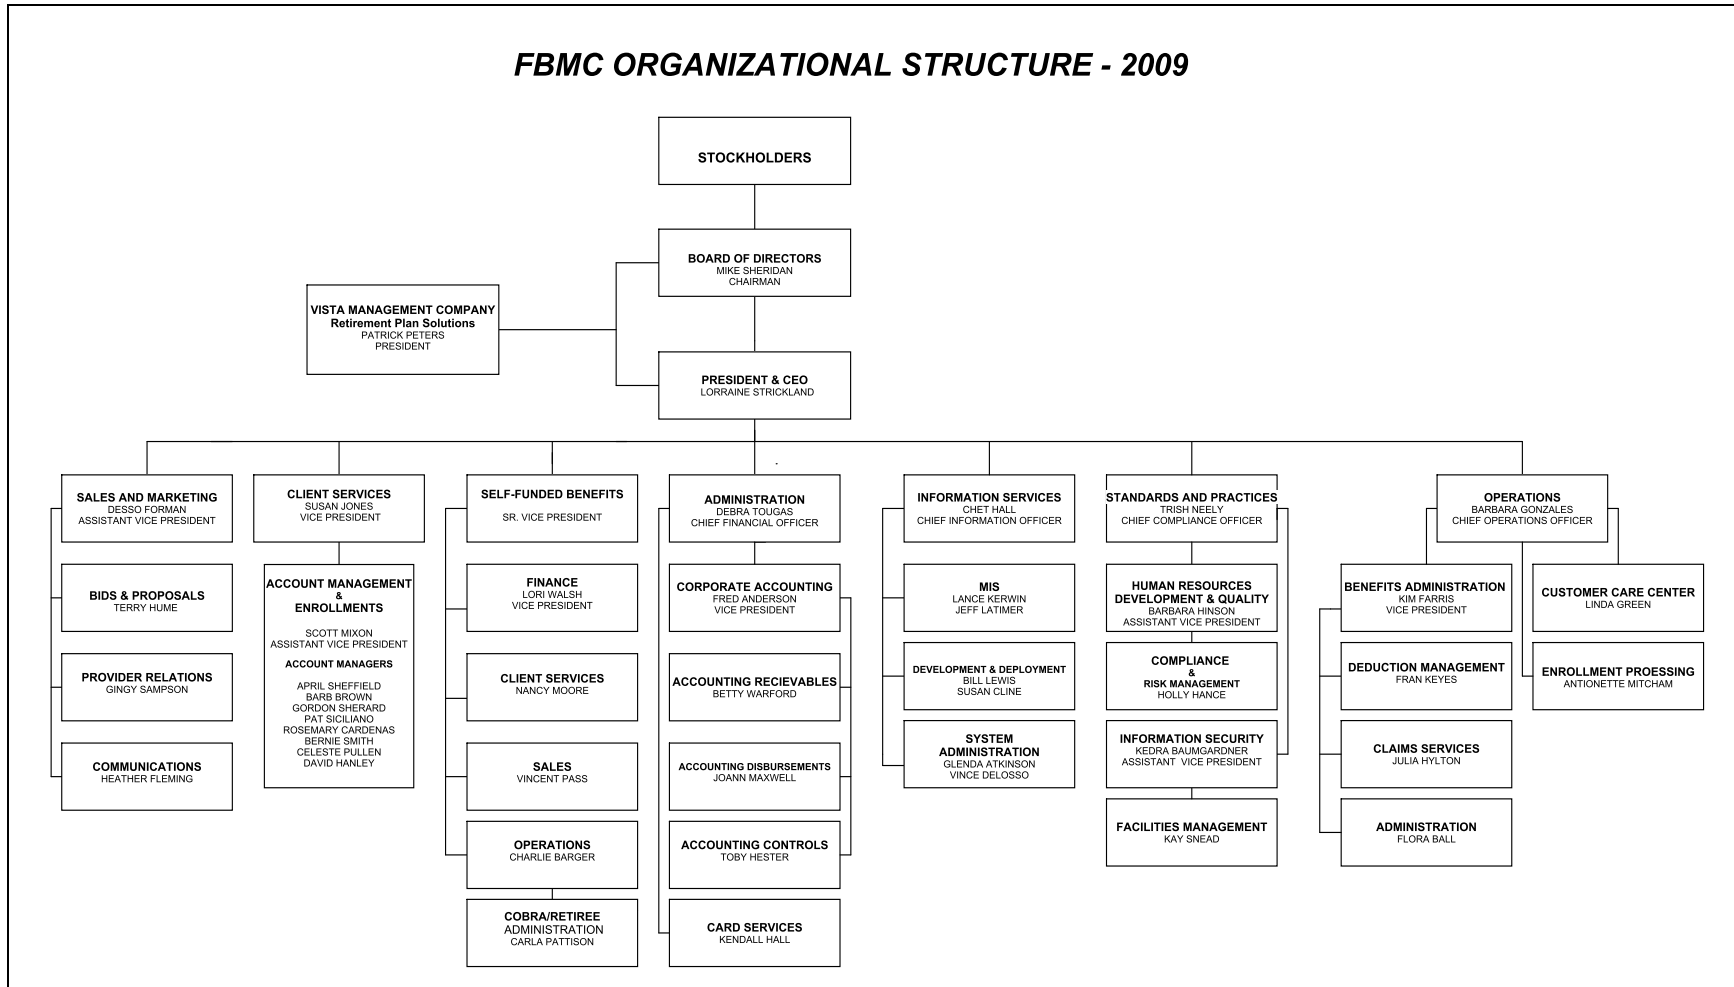 FBMC ORGANIZATIONAL STRUCTURE - 2009
STOCKHOLDERS
BOARD OF DIRECTORS
MIKE SHERIDAN
CHAIRMAN
VISTA MANAGEMENT COMPANY
Retirement Plan Solutions
PATRICK PETERS
PRESIDENT
PRESIDENT & CEO
LORRAINE STRICKLAND
SALES AND MARKETING
DESSO FORMAN
ASSISTANT VICE PRESIDENT
BIDS & PROPOSALS
TERRY HUME
PROVIDER RELATIONS
GINGY SAMPSON
COMMUNICATIONS
HEATHER FLEMING
CLIENT SERVICES
SUSAN JONES
VICE PRESIDENT
ACCOUNT MANAGEMENT
&
ENROLLMENTS
SCOTT MIXON
ASSISTANT VICE PRESIDENT
ACCOUNT MANAGERS
APRIL SHEFFIELD
BARB BROWN
GORDON SHERARD
PAT SICILIANO
ROSEMARY CARDENAS
BERNIE SMITH
CELESTE PULLEN
DAVID HANLEY
SELF-FUNDED BENEFITS
SR. VICE PRESIDENT
FINANCE
LORI WALSH
VICE PRESIDENT
CLIENT SERVICES
NANCY MOORE
SALES
VINCENT PASS
OPERATIONS
CHARLIE BARGER
COBRA/RETIREE
ADMINISTRATION
CARLA PATTISON
ADMINISTRATION
DEBRA TOUGAS
CHIEF FINANCIAL OFFICER
CORPORATE ACCOUNTING
FRED ANDERSON
VICE PRESIDENT
ACCOUNTING RECIEVABLES
BETTY WARFORD
ACCOUNTING DISBURSEMENTS
JOANN MAXWELL
ACCOUNTING CONTROLS
TOBY HESTER
CARD SERVICES
KENDALL HALL
INFORMATION SERVICES
CHET HALL
CHIEF INFORMATION OFFICER
MIS
LANCE KERWIN
JEFF LATIMER
DEVELOPMENT & DEPLOYMENT
BILL LEWIS
SUSAN CLINE
SYSTEM
ADMINISTRATION
GLENDA ATKINSON
VINCE DELOSSO
STANDARDS AND PRACTICES
TRISH NEELY
CHIEF COMPLIANCE OFFICER
HUMAN RESOURCES
DEVELOPMENT & QUALITY
BARBARA HINSON
ASSISTANT VICE PRESIDENT
COMPLIANCE
&
RISK MANAGEMENT
HOLLY HANCE
INFORMATION SECURITY
KEDRA BAUMGARDNER
ASSISTANT VICE PRESIDENT
FACILITIES MANAGEMENT
KAY SNEAD
OPERATIONS
BARBARA GONZALES
CHIEF OPERATIONS OFFICER
BENEFITS ADMINISTRATION
KIM FARRIS
VICE PRESIDENT
DEDUCTION MANAGEMENT
FRAN KEYES
CLAIMS SERVICES
JULIA HYLTON
ADMINISTRATION
FLORA BALL
CUSTOMER CARE CENTER
LINDA GREEN
ENROLLMENT PROESSING
ANTIONETTE MITCHAM